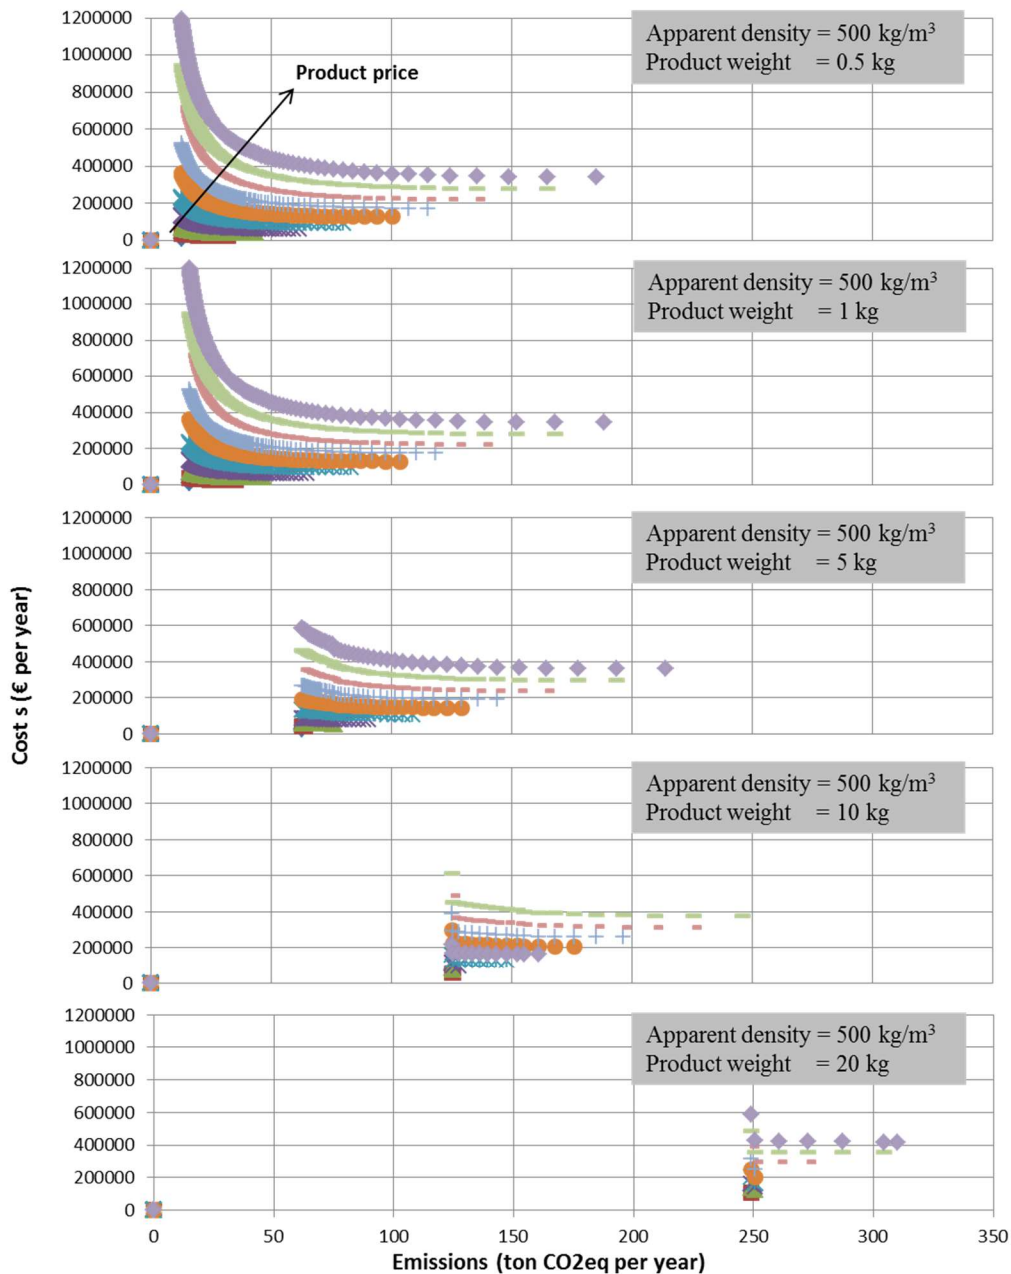 1200000
1000000
800000
600000
400000
200000
0
Product price
Apparent density = 500 kg/m³
Product weight = 0.5 kg
1200000
1000000
800000
600000
400000
200000
0
Apparent density = 500 kg/m³
Product weight = 1 kg
1200000
1000000
800000
600000
400000
200000
0
Apparent density = 500 kg/m³
Product weight = 5 kg
Cost s (€ per year)
1200000
1000000
800000
600000
400000
200000
0
Apparent density = 500 kg/m³
Product weight = 10 kg
1200000
1000000
800000
600000
400000
200000
0
Apparent density = 500 kg/m³
Product weight = 20 kg
0 50 100 150 200 250 300 350
Emissions (ton CO2eq per year)